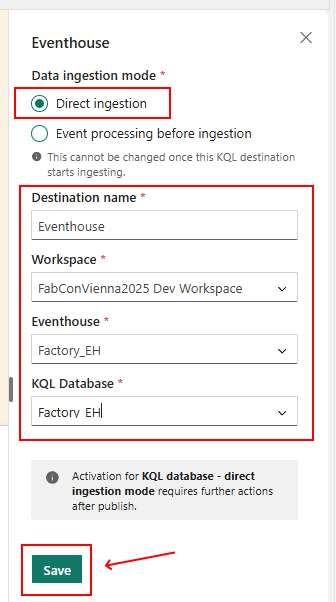 Eventhouse
Data ingestion mode *
Direct ingestion
Event processing before ingestion
This cannot be changed once this KQL destination
starts ingesting.
Destination name *
Eventhouse
Workspace *
FabConVienna2025 Dev Workspace
Eventhouse *
Factory_EH
KQL Database *
Factory_EH
Activation for KQL database - direct
ingestion mode requires further actions
after publish.
Save